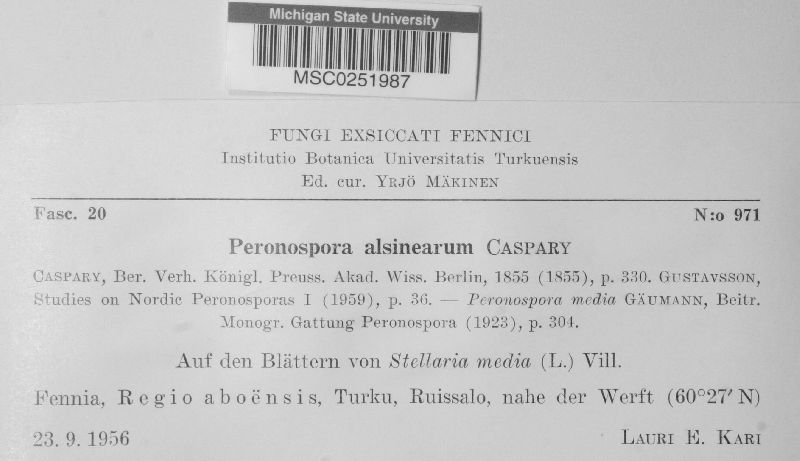 Michigan State University
MSC0251987
FUNGI EXSICCATI FENNICI
Institutio Botanica Universitatis Turkuensis
Ed. cur. YRJÖ MÄKINEN
Fasc. 20 N:o 971
Peronospora alsinearum CASPARY
CASPARY, Ber. Verh. Königl. Preuss. Akad. Wiss. Berlin, 1855 (1855), p. 330. GUSTAVSSON,
Studies on Nordic Peronosporas I (1959), p. 36. — Peronospora media GÄUMANN, Beitr.
Monogr. Gattung Peronospora (1923), p. 304.
Auf den Blättern von Stellaria media (L.) Vill.
Fennia, Regio aboënsis, Turku, Ruissalo, nahe der Werft (60°27′ N)
23. 9. 1956 LAURI E. KARI